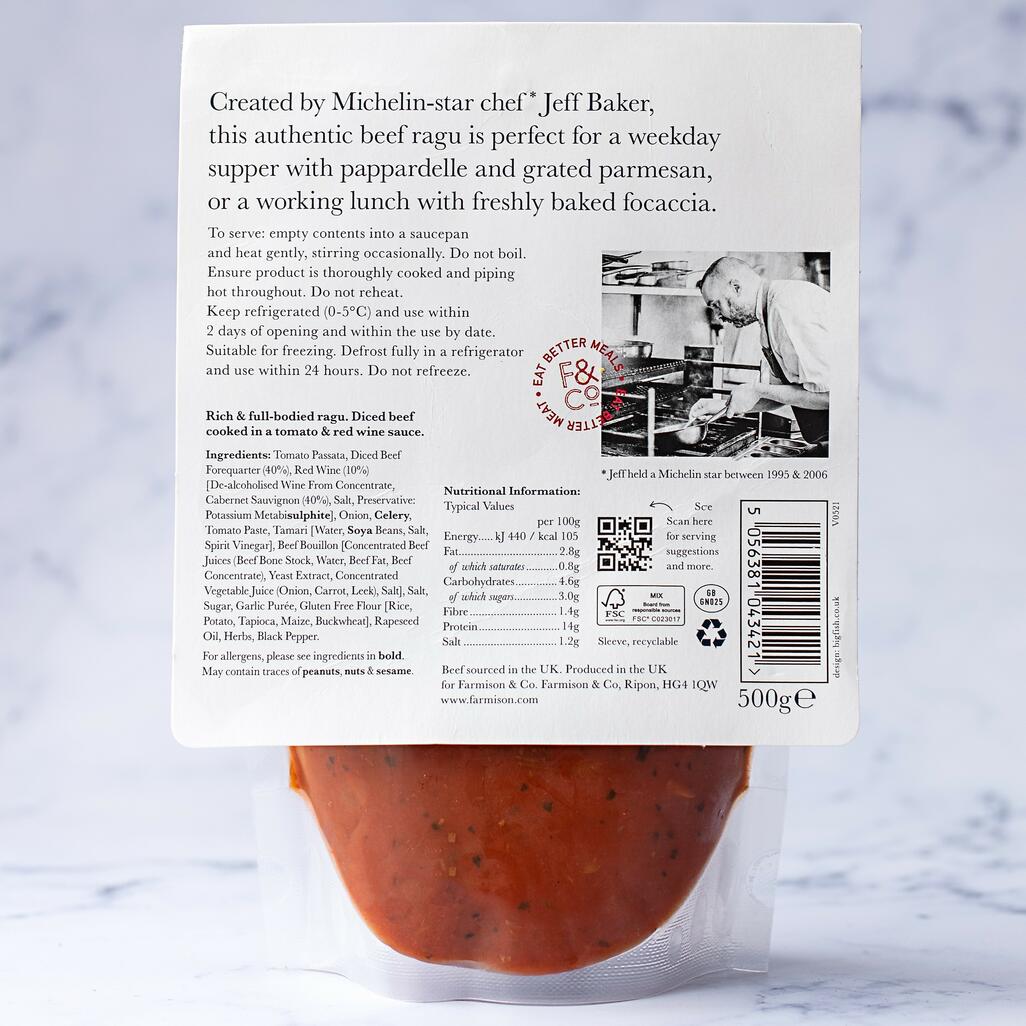 Created by Michelin-star chef* Jeff Baker,
this authentic beef ragu is perfect for a weekday
supper with pappardelle and grated parmesan,
or a working lunch with freshly baked focaccia.
To serve: empty contents into a saucepan
and heat gently, stirring occasionally. Do not boil.
Ensure product is thoroughly cooked and piping
hot throughout. Do not reheat.
Keep refrigerated (0-5°C) and use within
2 days of opening and within the use by date.
Suitable for freezing. Defrost fully in a refrigerator
and use within 24 hours. Do not refreeze.
EAT BETTER MEALS • EAT BETTER MEAT •
F&
Co
*Jeff held a Michelin star between 1995 & 2006
Rich & full-bodied ragu. Diced beef
cooked in a tomato & red wine sauce.
Ingredients: Tomato Passata, Diced Beef
Forequarter (40%), Red Wine (10%)
[De-alcoholised Wine From Concentrate,
Cabernet Sauvignon (40%), Salt, Preservative:
Potassium Metabisulphite], Onion, Celery,
Tomato Paste, Tamari [Water, Soya Beans, Salt,
Spirit Vinegar], Beef Bouillon [Concentrated Beef
Juices (Beef Bone Stock, Water, Beef Fat, Beef
Concentrate), Yeast Extract, Concentrated
Vegetable Juice (Onion, Carrot, Leek), Salt], Salt,
Sugar, Garlic Purée, Gluten Free Flour [Rice,
Potato, Tapioca, Maize, Buckwheat], Rapeseed
Oil, Herbs, Black Pepper.
For allergens, please see ingredients in bold.
May contain traces of peanuts, nuts & sesame.
Nutritional Information:
Typical Values
per 100g
Energy..... kJ 440 / kcal 105
Fat..............................2.8g
of which saturates...........0.8g
Carbohydrates................4.6g
of which sugars...............3.0g
Fibre.............................1.4g
Protein..........................14g
Salt..............................1.2g
See
Scan here
for serving
suggestions
and more.
FSC
www.fsc.org
MIX
Board from
responsible sources
FSC® C023017
GB
GN025
Sleeve, recyclable
Beef sourced in the UK. Produced in the UK
for Farmison & Co. Farmison & Co, Ripon, HG4 1QW
www.farmison.com
5 056381 043421 >
500g℮
V0521
design: bigfish.co.uk